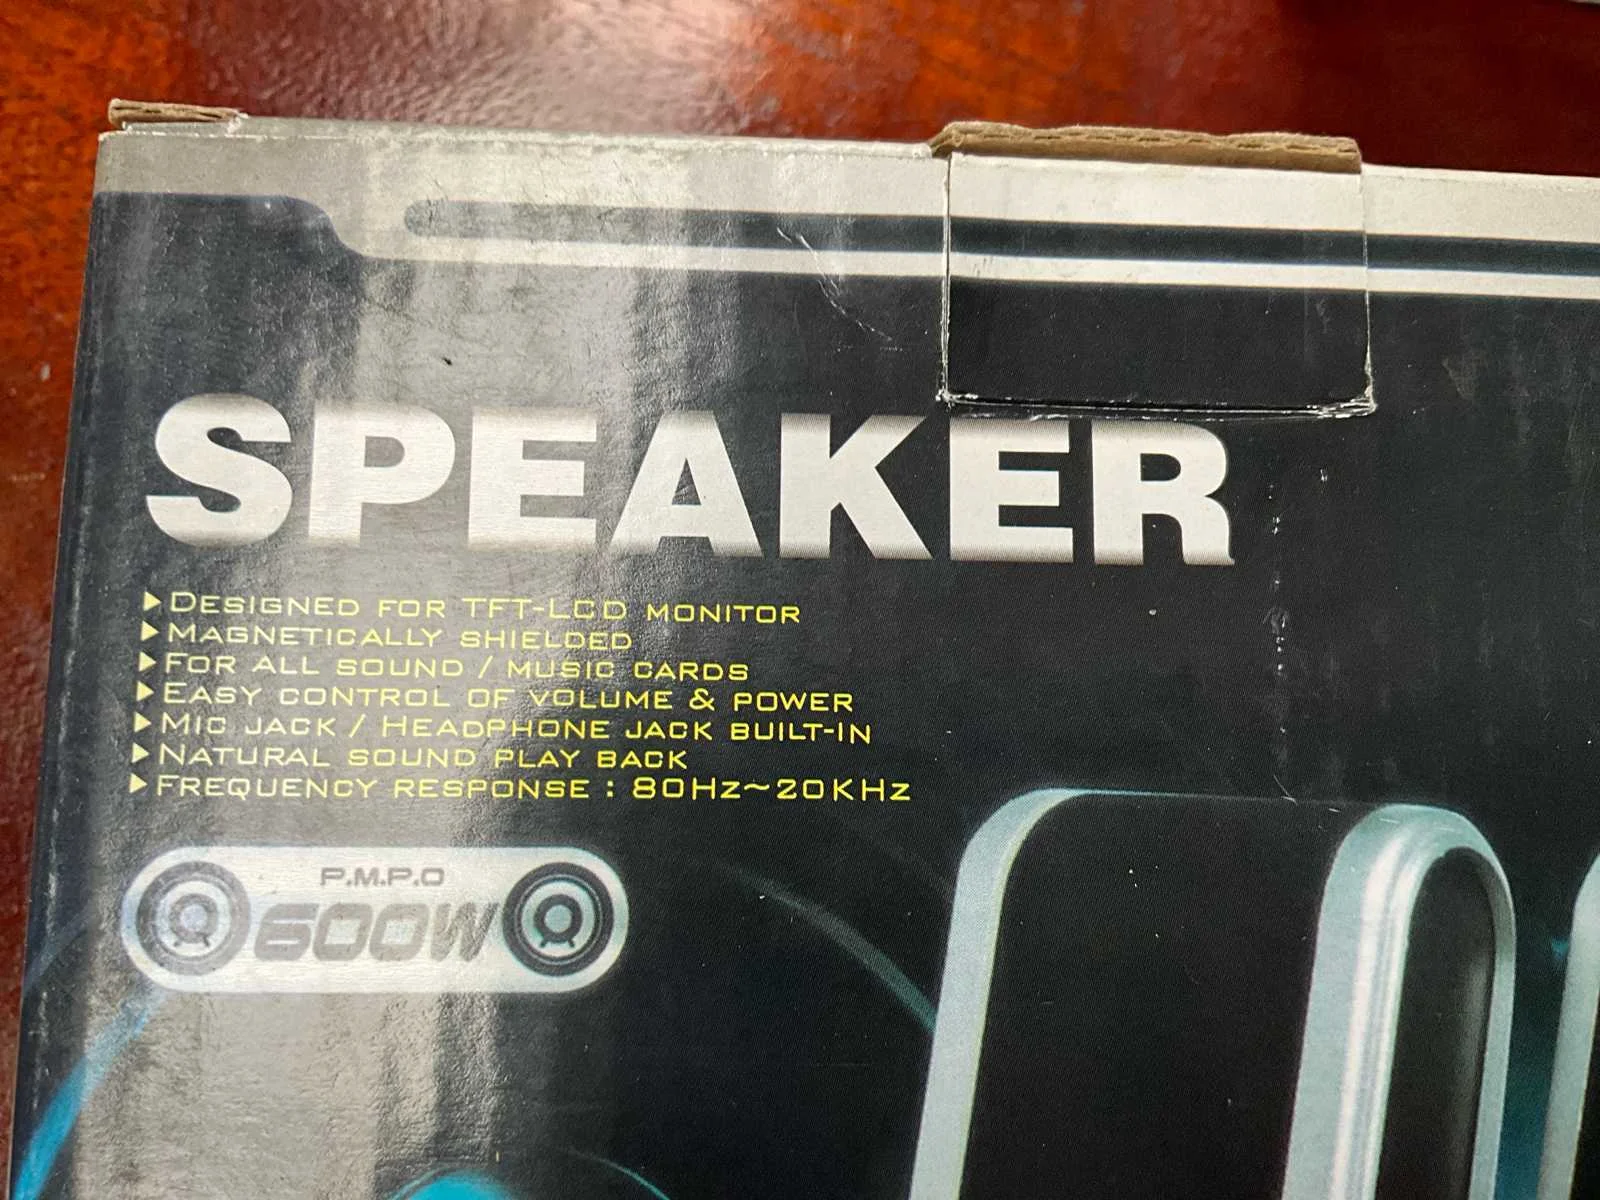 SPEAKER
▶DESIGNED FOR TFT-LCD MONITOR
▶MAGNETICALLY SHIELDED
▶FOR ALL SOUND / MUSIC CARDS
▶EASY CONTROL OF VOLUME & POWER
▶MIC JACK / HEADPHONE JACK BUILT-IN
▶NATURAL SOUND PLAY BACK
▶FREQUENCY RESPONSE : 80HZ~20KHZ
P.M.P.O
600W